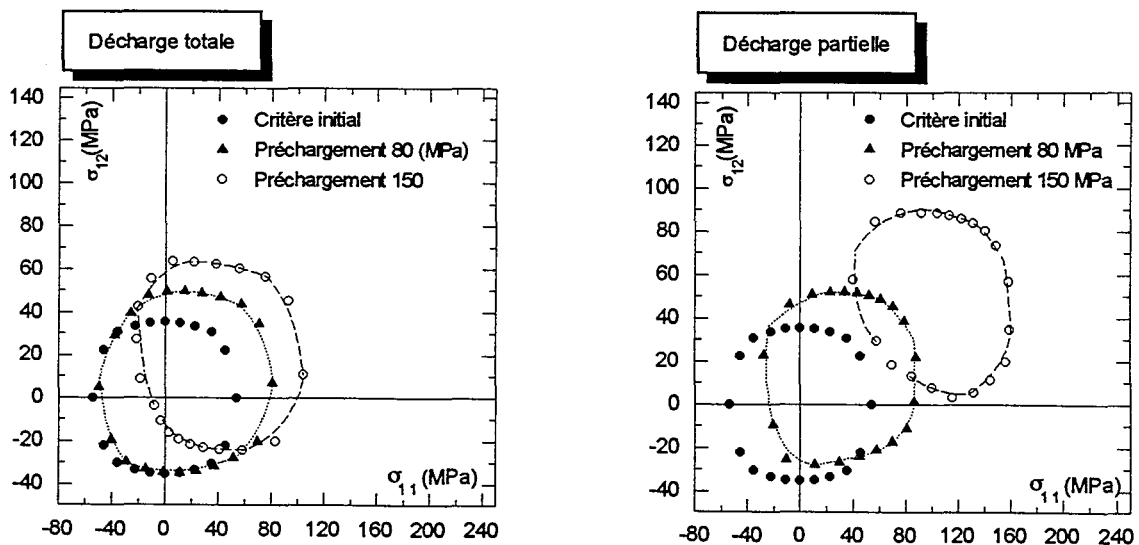 Décharge totale
140
120
100
80
60
40
20
0
-20
-40
σ12(MPa)
Critère initial
Préchargement 80 (MPa)
Préchargement 150
σ11(MPa)
-80 -40 0 40 80 120 160 200 240
Décharge partielle
140
120
100
80
60
40
20
0
-20
-40
σ12(MPa)
Critère initial
Préchargement 80 MPa
Préchargement 150 MPa
σ11(MPa)
-80 -40 0 40 80 120 160 200 240